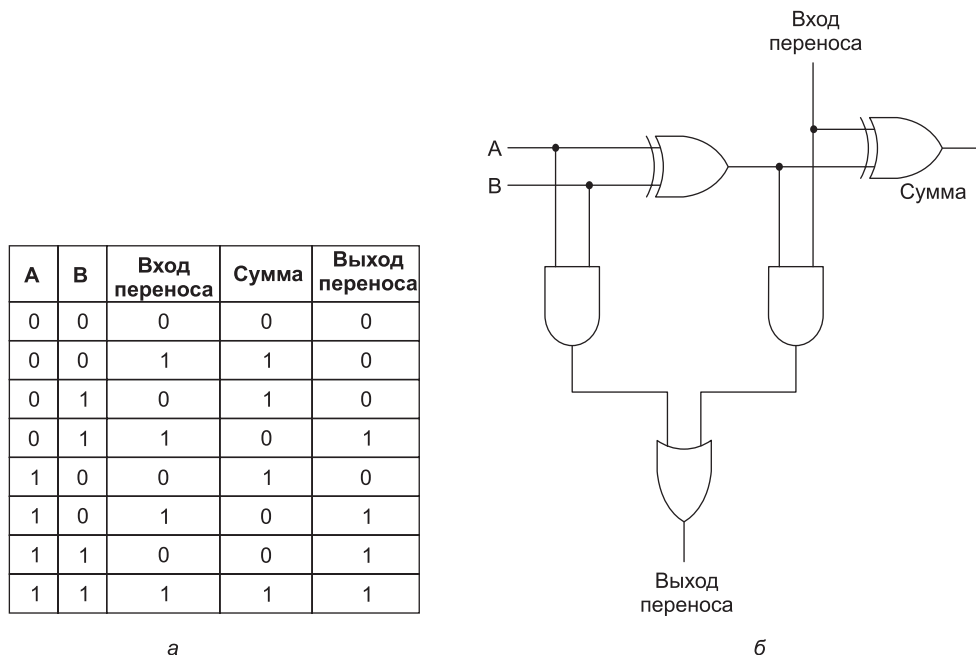 A B Вход переноса Сумма Выход переноса
0 0 0 0 0
0 0 1 1 0
0 1 0 1 0
0 1 1 0 1
1 0 0 1 0
1 0 1 0 1
1 1 0 0 1
1 1 1 1 1
а
Вход
переноса
A
B
Сумма
Выход
переноса
б